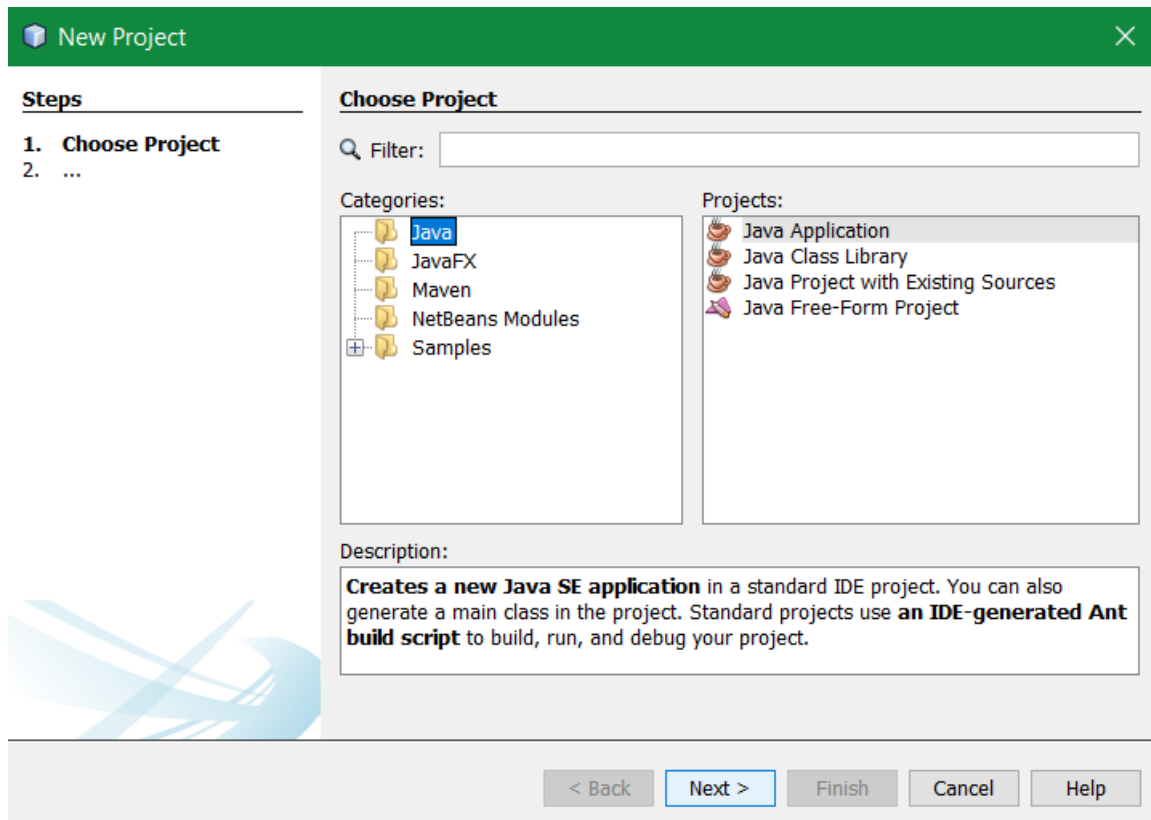 New Project
Steps
1. Choose Project
2. ...
Choose Project
Filter:
Categories:
Java
JavaFX
Maven
NetBeans Modules
Samples
Projects:
Java Application
Java Class Library
Java Project with Existing Sources
Java Free-Form Project
Description:
Creates a new Java SE application in a standard IDE project. You can also
generate a main class in the project. Standard projects use an IDE-generated Ant
build script to build, run, and debug your project.
< Back Next > Finish Cancel Help